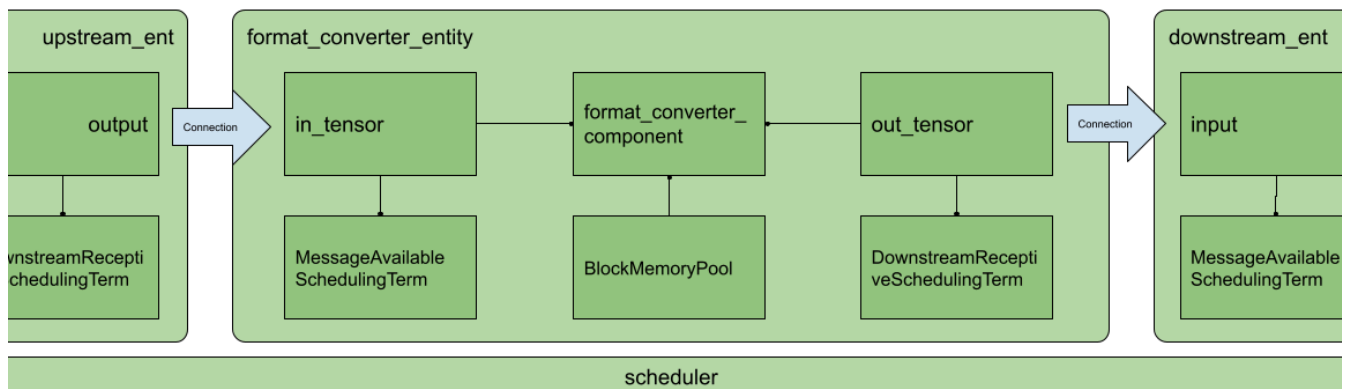 upstream_ent
format_converter_entity
downstream_ent
output
Connection
in_tensor
format_converter_
component
out_tensor
Connection
input
wnstreamRecepti
chedulingTerm
MessageAvailable
SchedulingTerm
BlockMemoryPool
DownstreamRecepti
veSchedulingTerm
MessageAvailable
SchedulingTerm
scheduler